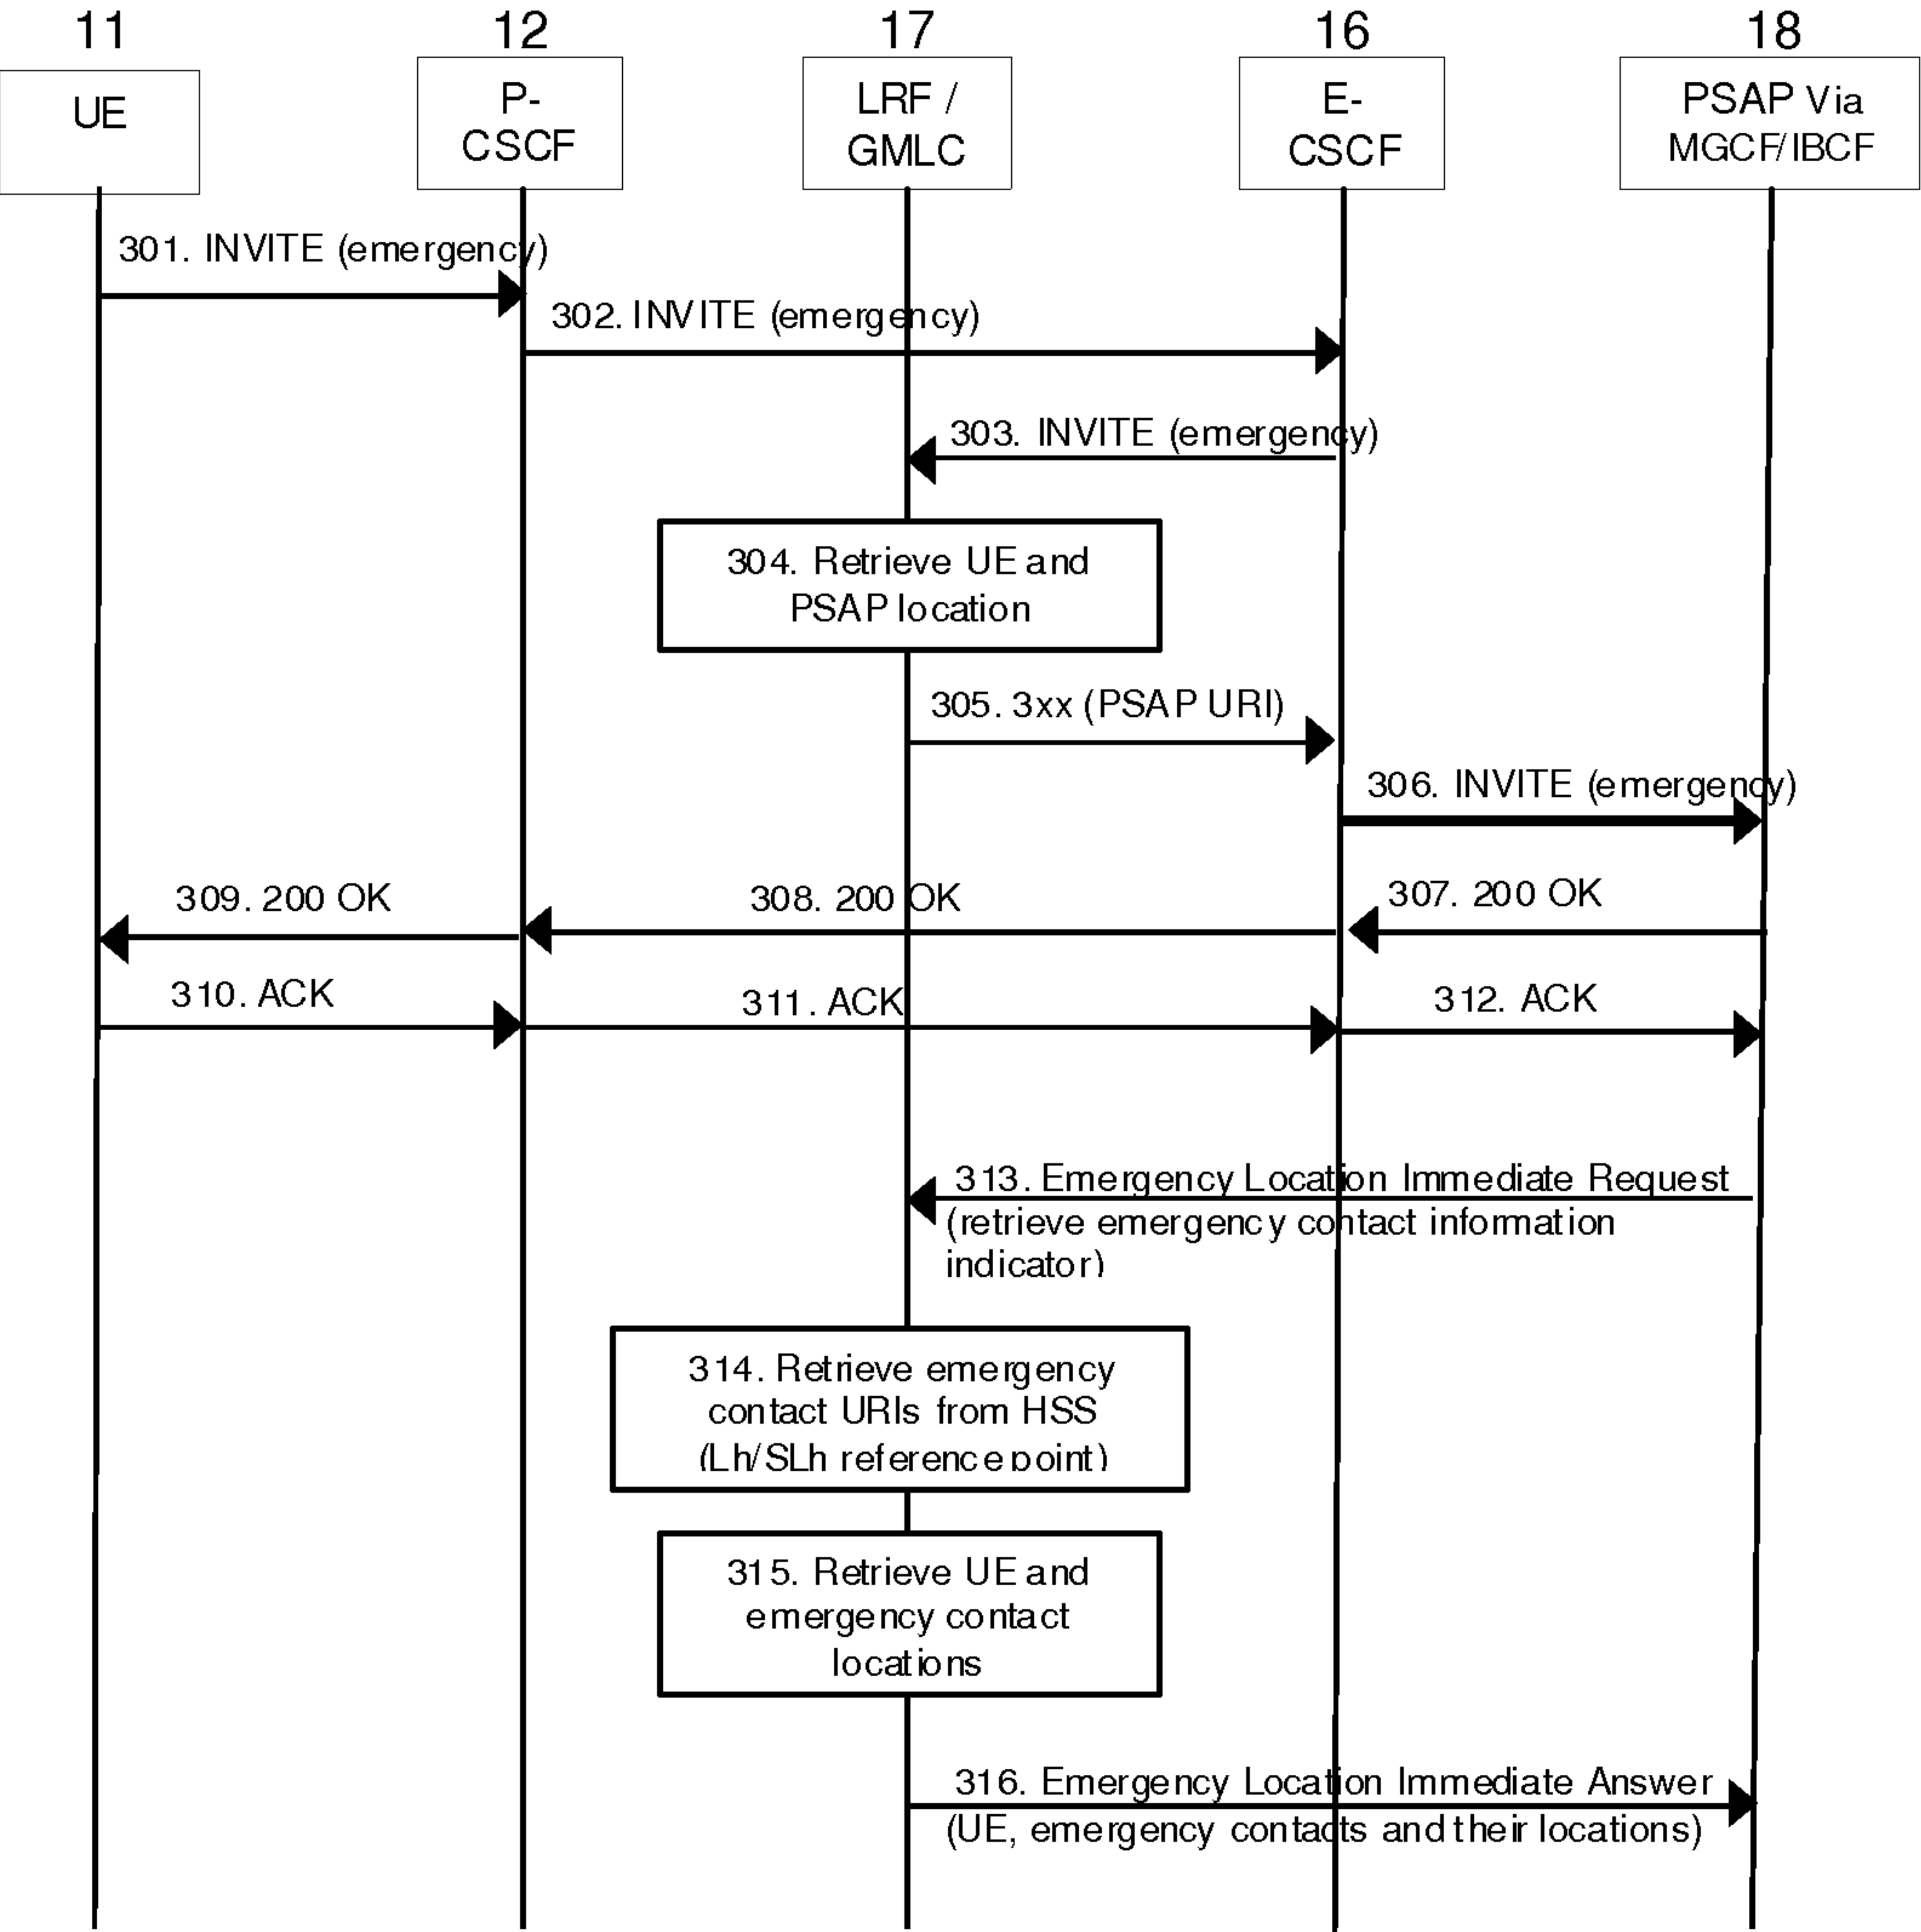 11
12
17
16
18
UE
P-
CSCF
LRF /
GMLC
E-
CSCF
PSAP Via
MGCF/IBCF
301. INVITE (emergency)
302. INVITE (emergency)
303. INVITE (emergency)
304. Retrieve UE and
PSAP location
305. 3xx (PSAP URI)
306. INVITE (emergency)
309. 200 OK
308. 200 OK
307. 200 OK
310. ACK
311. ACK
312. ACK
313. Emergency Location Immediate Request
(retrieve emergency contact information
indicator)
314. Retrieve emergency
contact URIs from HSS
(Lh/SLh reference point)
315. Retrieve UE and
emergency contact
locations
316. Emergency Location Immediate Answer
(UE, emergency contacts and their locations)